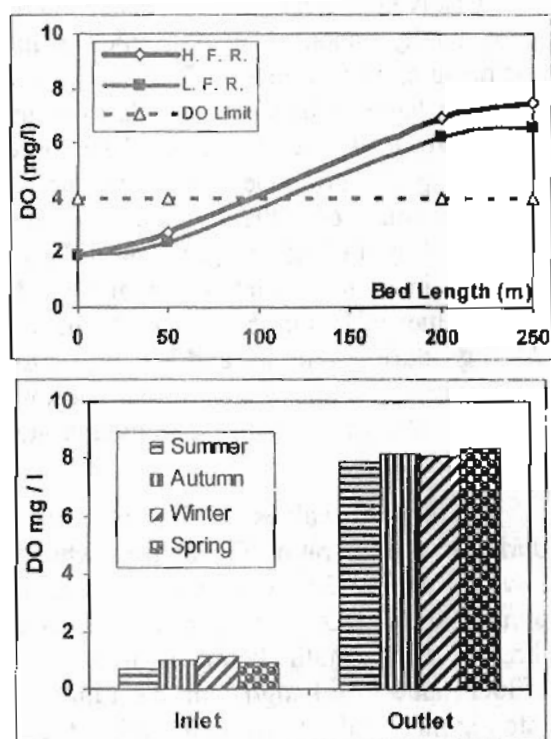 10
H. F. R.
L. F. R.
DO Limit
8
6
4
2
0
DO (mg/l)
Bed Length (m)
0 50 100 150 200 250
10
Summer
Autumn
Winter
Spring
8
6
4
2
0
DO mg / l
Inlet Outlet